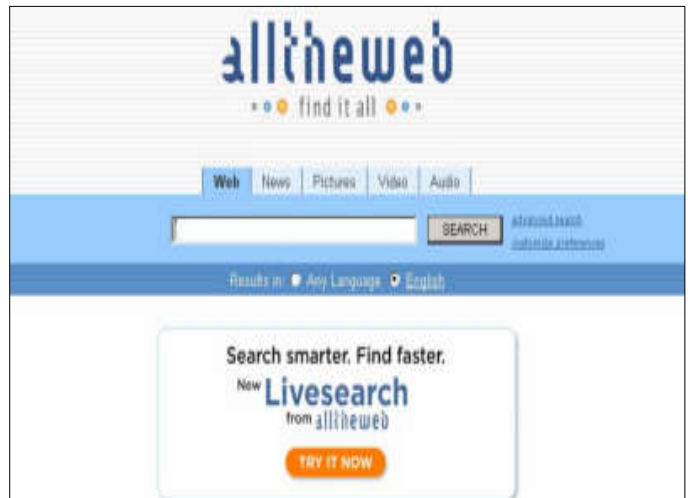 alltheweb
find it all
Web News Pictures Video Audio
SEARCH advanced search
customize preferences
Results in: Any Language English
Search smarter. Find faster.
New Livesearch
from alltheweb
TRY IT NOW